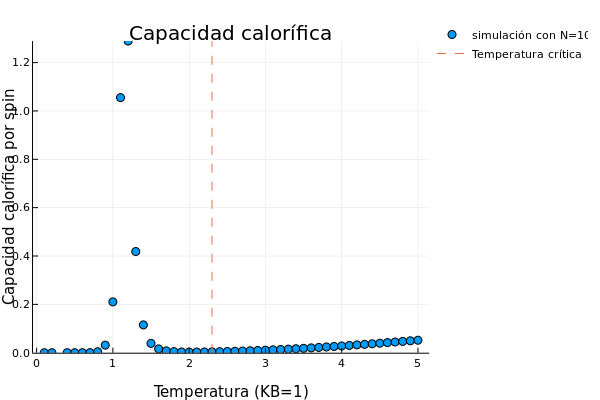 Capacidad calorífica
simulación con N=10
Temperatura crítica
Capacidad calorífica por spin
1.2
1.0
0.8
0.6
0.4
0.2
0.0
0 1 2 3 4 5
Temperatura (KB=1)